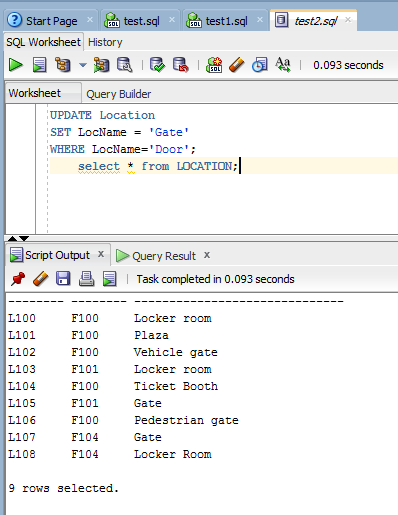 Start Page test.sql test1.sql test2.sql
SQL Worksheet History
0.093 seconds
Worksheet Query Builder
UPDATE Location
SET LocName = 'Gate'
WHERE LocName='Door';
select * from LOCATION;
Script Output x Query Result x
Task completed in 0.093 seconds
-------- -------- ------------------------------
L100 F100 Locker room
L101 F100 Plaza
L102 F100 Vehicle gate
L103 F101 Locker room
L104 F100 Ticket Booth
L105 F101 Gate
L106 F100 Pedestrian gate
L107 F104 Gate
L108 F104 Locker Room
9 rows selected.